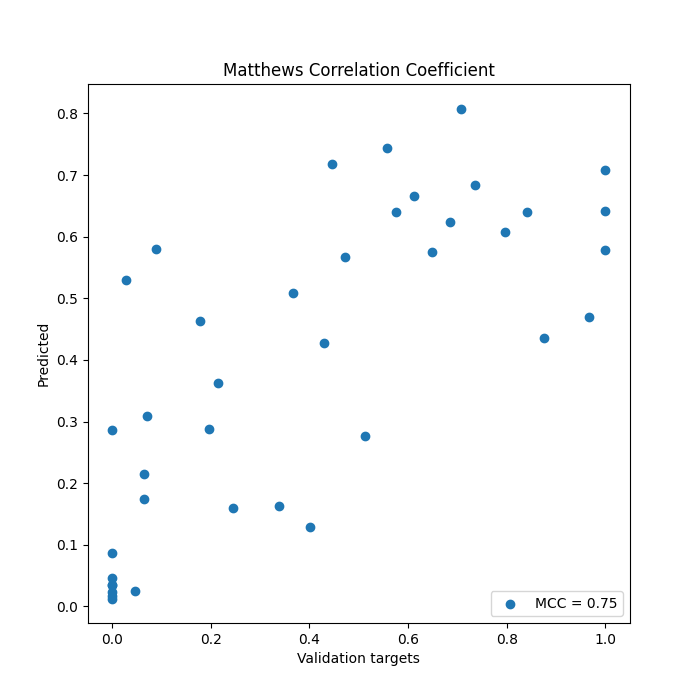 Matthews Correlation Coefficient
0.8
0.7
0.6
0.5
0.4
0.3
0.2
0.1
0.0
Predicted
MCC = 0.75
0.0 0.2 0.4 0.6 0.8 1.0
Validation targets